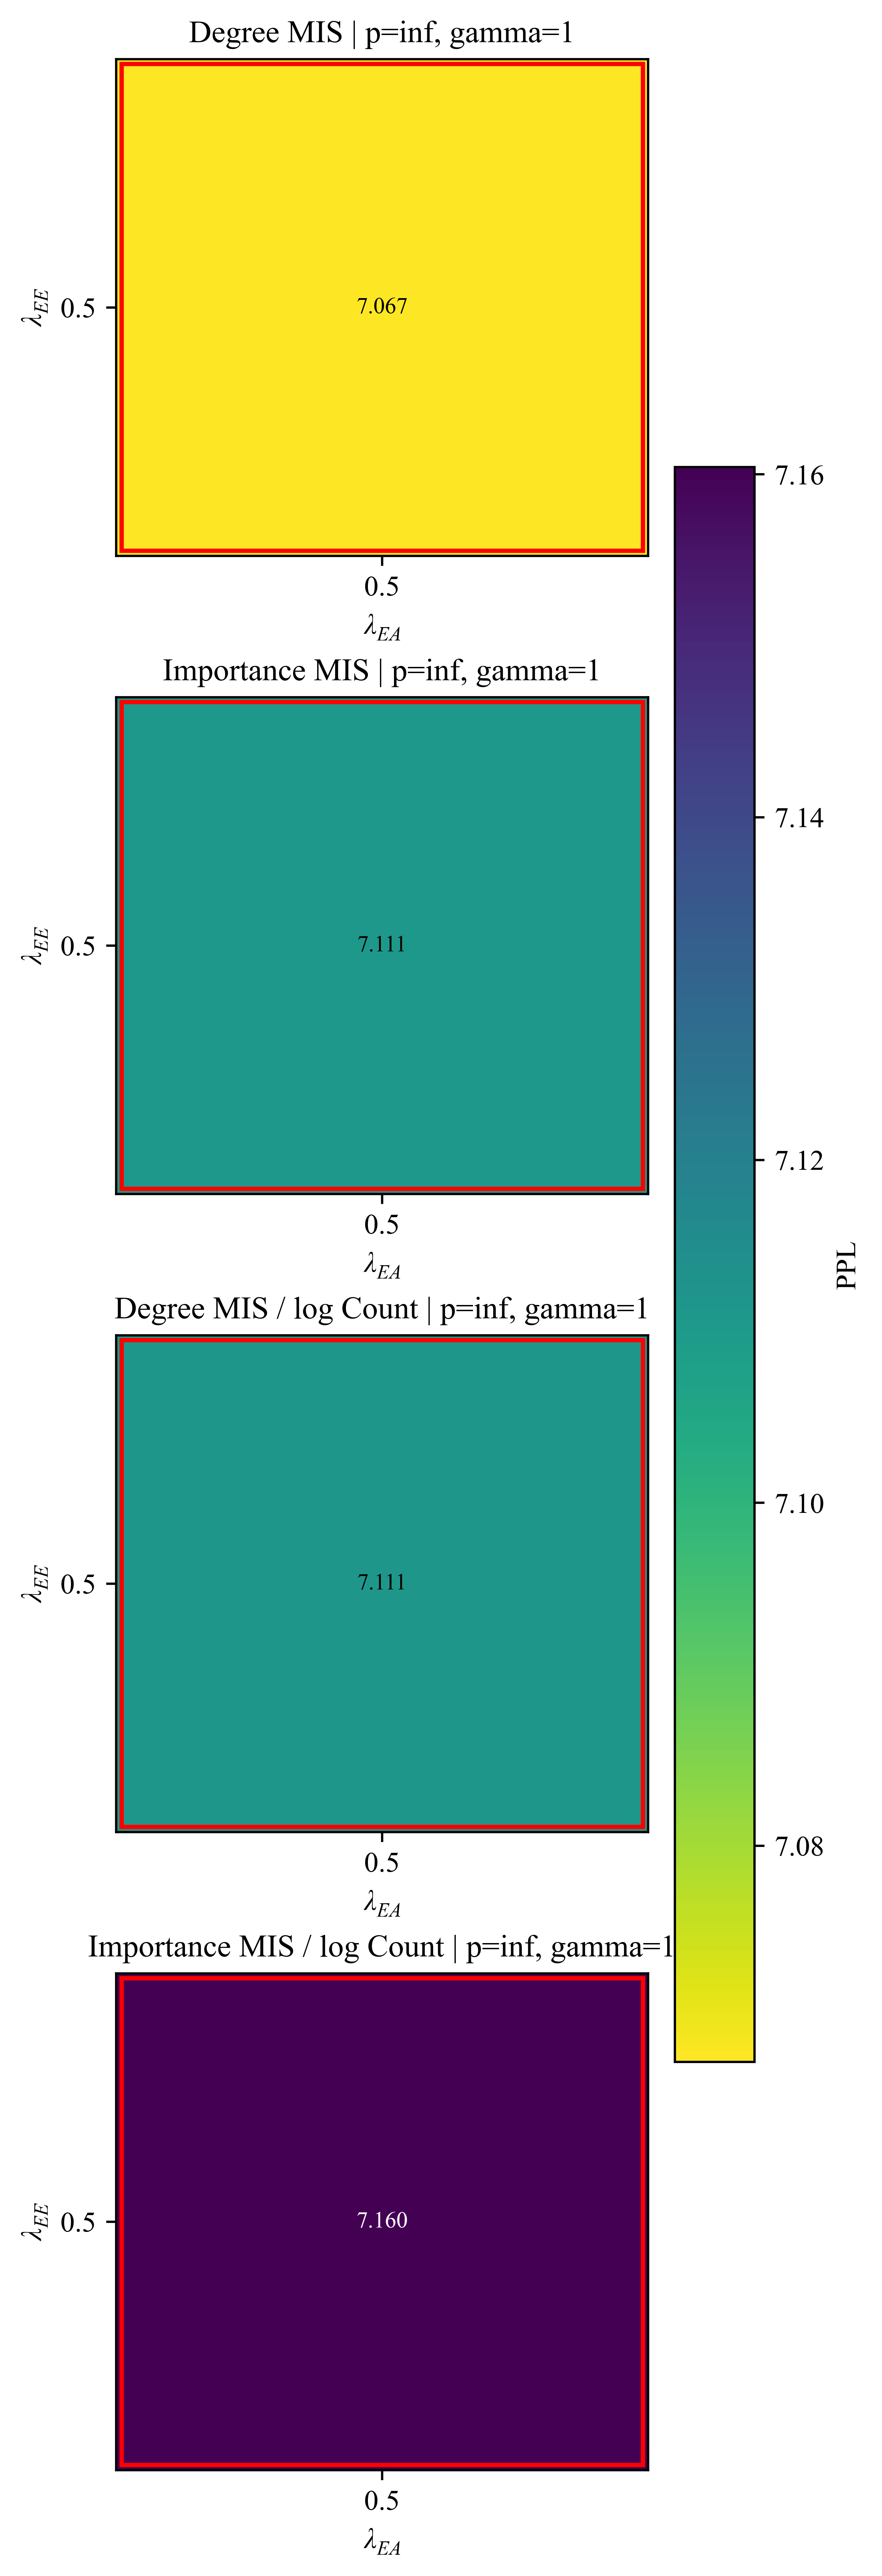 Degree MIS | p=inf, gamma=1
λEE
0.5
7.067
0.5
λEA
Importance MIS | p=inf, gamma=1
λEE
0.5
7.111
0.5
λEA
Degree MIS / log Count | p=inf, gamma=1
λEE
0.5
7.111
0.5
λEA
Importance MIS / log Count | p=inf, gamma=1
λEE
0.5
7.160
0.5
λEA
7.16
7.14
7.12
7.10
7.08
PPL